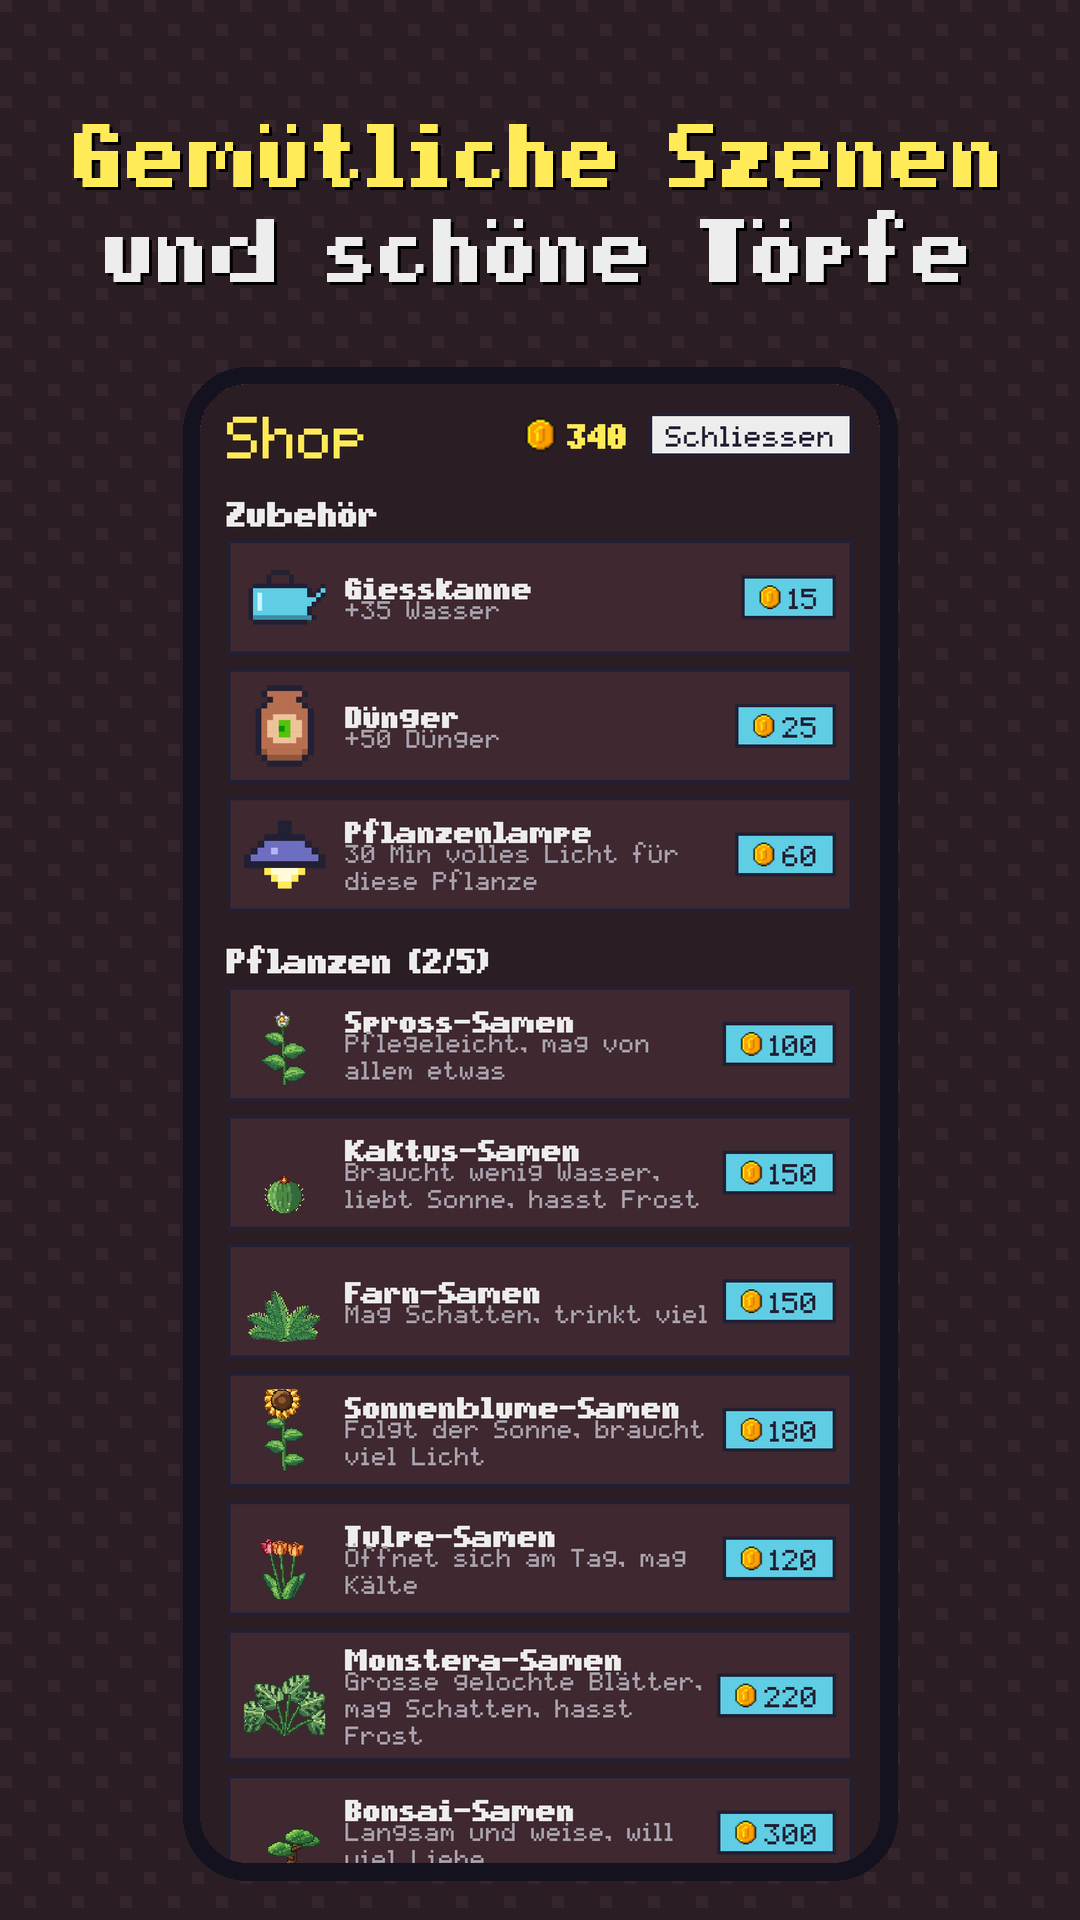 Gemütliche Szenen
und schöne Töpfe
Shop
340
Schliessen
Zubehör
Giesskanne
+35 Wasser
15
Dünger
+50 Dünger
25
Pflanzenlampe
30 Min volles Licht für
diese Pflanze
60
Pflanzen (2/5)
Spross-Samen
Pflegeleicht, mag von
allem etwas
100
Kaktus-Samen
Braucht wenig Wasser,
liebt Sonne, hasst Frost
150
Farn-Samen
Mag Schatten, trinkt viel
150
Sonnenblume-Samen
Folgt der Sonne, braucht
viel Licht
180
Tulpe-Samen
Öffnet sich am Tag, mag
Kälte
120
Monstera-Samen
Grosse gelochte Blätter,
mag Schatten, hasst
Frost
220
Bonsai-Samen
Langsam und weise, will
viel Liebe
300